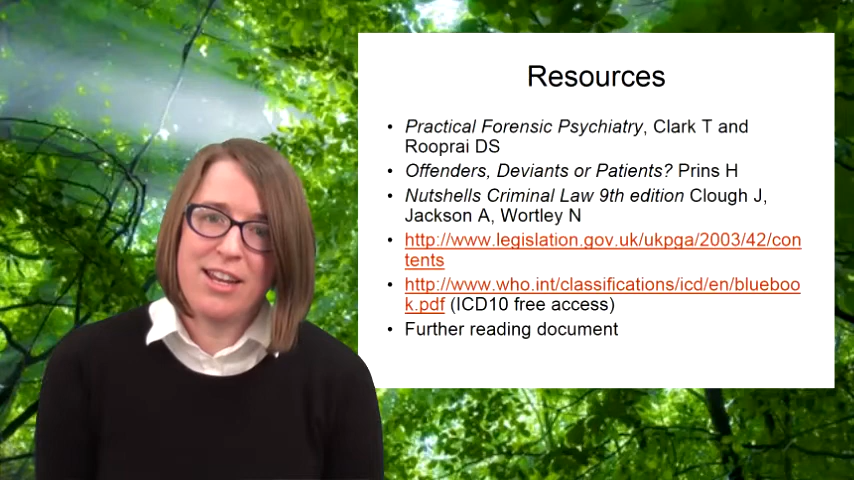 Resources
• Practical Forensic Psychiatry, Clark T and
Rooprai DS
• Offenders, Deviants or Patients? Prins H
• Nutshells Criminal Law 9th edition Clough J,
Jackson A, Wortley N
• http://www.legislation.gov.uk/ukpga/2003/42/con
tents
• http://www.who.int/classifications/icd/en/blueboo
k.pdf (ICD10 free access)
• Further reading document